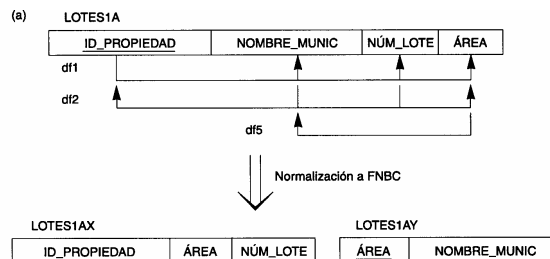 (a)
LOTES1A
ID_PROPIEDAD NOMBRE_MUNIC NÚM_LOTE ÁREA
df1
df2
df5
Normalización a FNBC
LOTES1AX LOTES1AY
ID_PROPIEDAD ÁREA NÚM_LOTE ÁREA NOMBRE_MUNIC